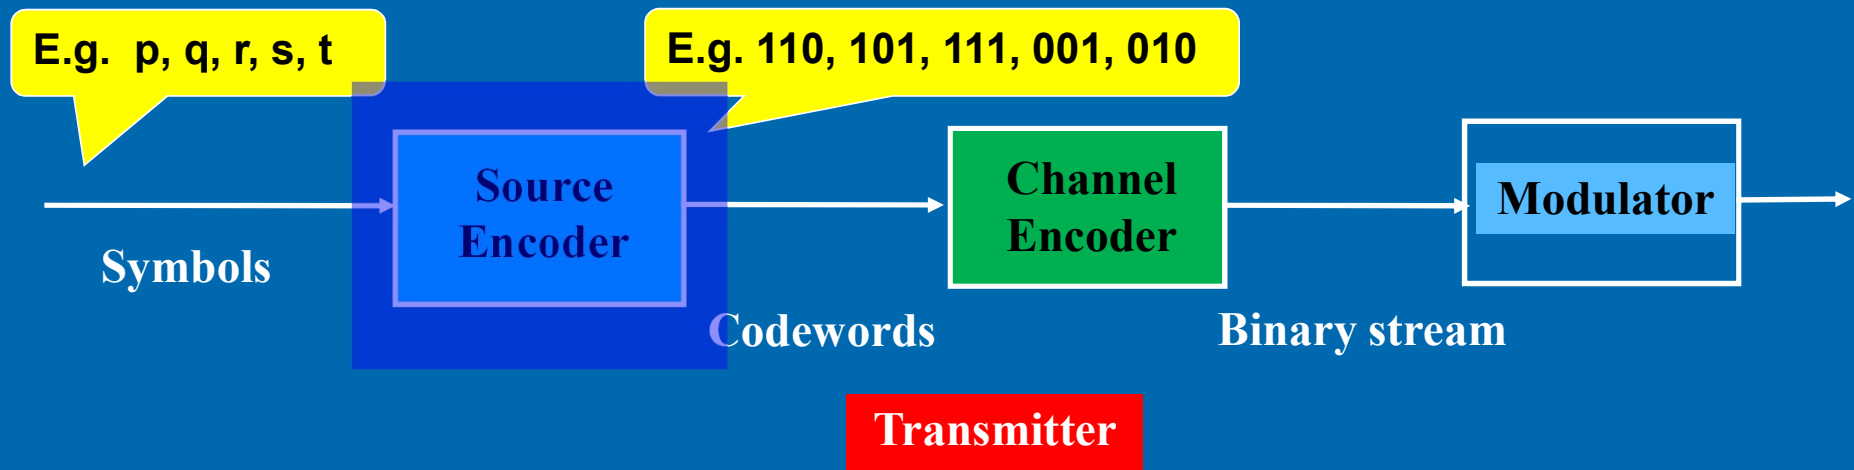 E.g.  p, q, r, s, t
E.g. 110, 101, 111, 001, 010
Source
Encoder
Channel
Encoder
Modulator
Symbols
Codewords
Binary stream
Transmitter